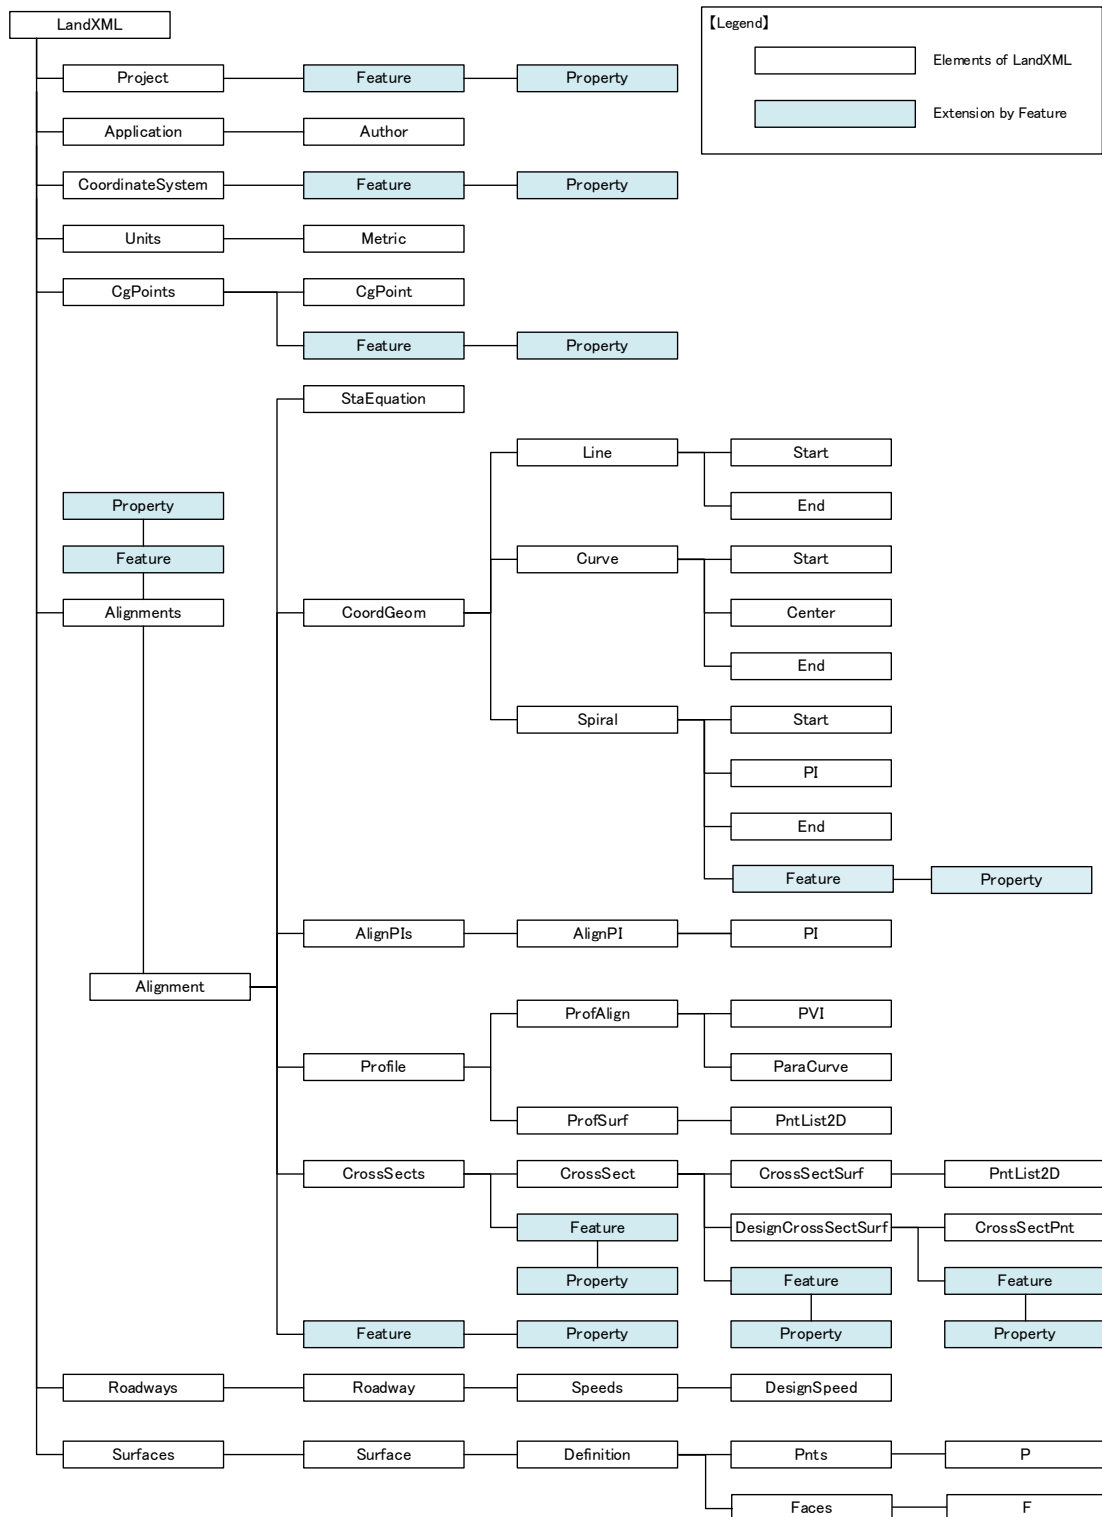 LandXML
【Legend】
Elements of LandXML
Extension by Feature
Project
Feature
Property
Application
Author
CoordinateSystem
Feature
Property
Units
Metric
CgPoints
CgPoint
Feature
Property
StaEquation
Line
Start
End
Property
Feature
Curve
Start
Alignments
CoordGeom
Center
End
Spiral
Start
PI
End
Feature
Property
AlignPIs
AlignPI
PI
Alignment
ProfAlign
PVI
Profile
ParaCurve
ProfSurf
PntList2D
CrossSects
CrossSect
CrossSectSurf
PntList2D
Feature
DesignCrossSectSurf
CrossSectPnt
Property
Feature
Feature
Feature
Property
Property
Property
Roadways
Roadway
Speeds
DesignSpeed
Surfaces
Surface
Definition
Pnts
P
Faces
F